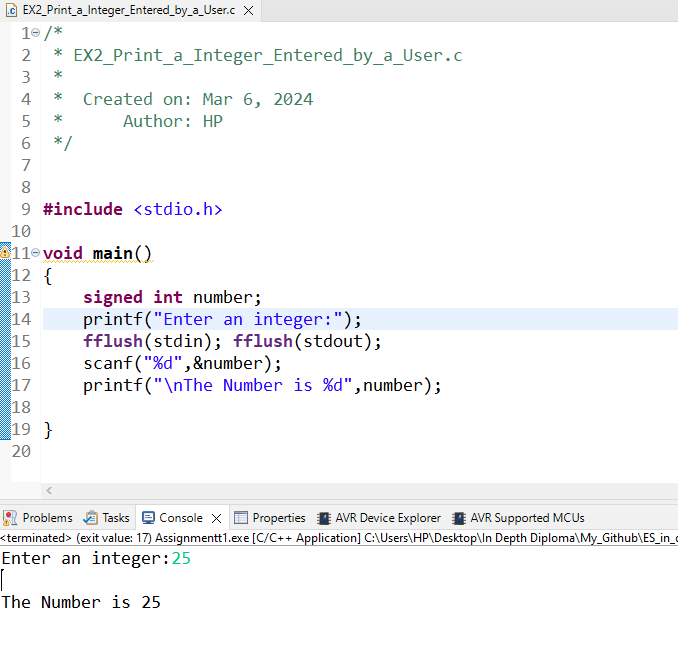 EX2_Print_a_Integer_Entered_by_a_User.c
1 /*
2  * EX2_Print_a_Integer_Entered_by_a_User.c
3  *
4  *  Created on: Mar 6, 2024
5  *      Author: HP
6  */
7
8
9 #include <stdio.h>
10
11 void main()
12 {
13     signed int number;
14     printf("Enter an integer:");
15     fflush(stdin); fflush(stdout);
16     scanf("%d",&number);
17     printf("\nThe Number is %d",number);
18
19 }
20
Problems Tasks Console Properties AVR Device Explorer AVR Supported MCUs
<terminated> (exit value: 17) Assignmentt1.exe [C/C++ Application] C:\Users\HP\Desktop\In Depth Diploma\My_Github\ES_in_
Enter an integer:25
The Number is 25